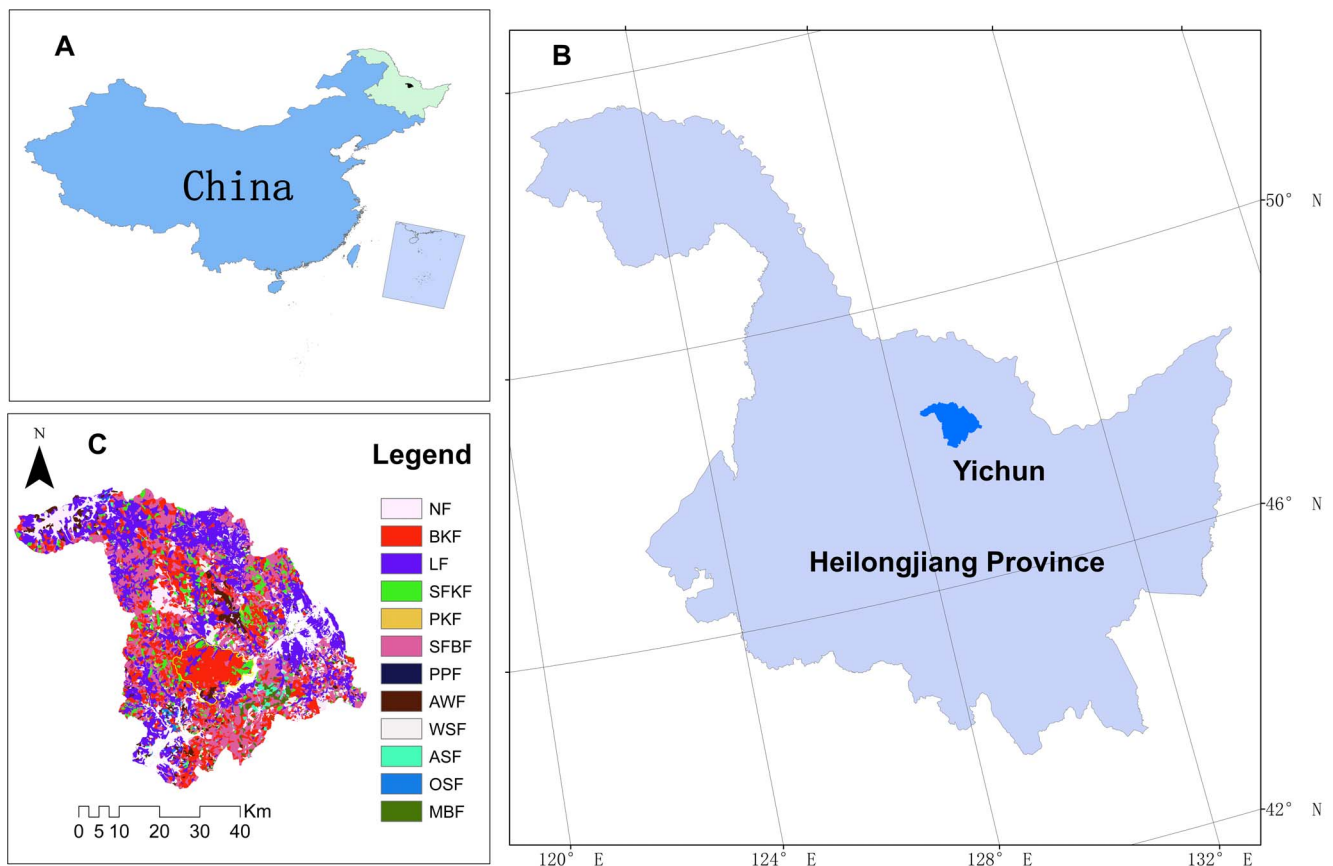 A
China
B
50° N
46° N
42° N
120° E
124° E
128° E
132° E
Yichun
Heilongjiang Province
C
N
Legend
NF
BKF
LF
SFKF
PKF
SFBF
PPF
AWF
WSF
ASF
OSF
MBF
Km
0 5 10 20 30 40